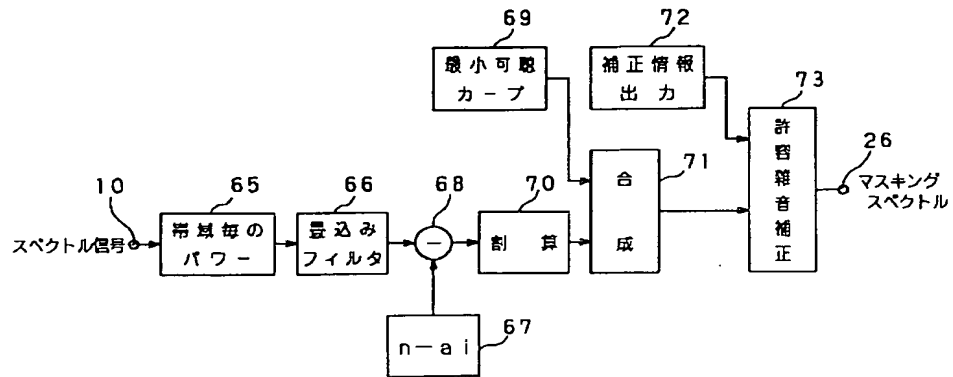 69
最小可聴
カーブ
72
補正情報
出力
73
許容雑音補正
26
マスキング
スペクトル
10
スペクトル信号
65
帯域毎の
パワー
66
畳込み
フィルタ
68
−
70
割算
合成
71
n−ai
67